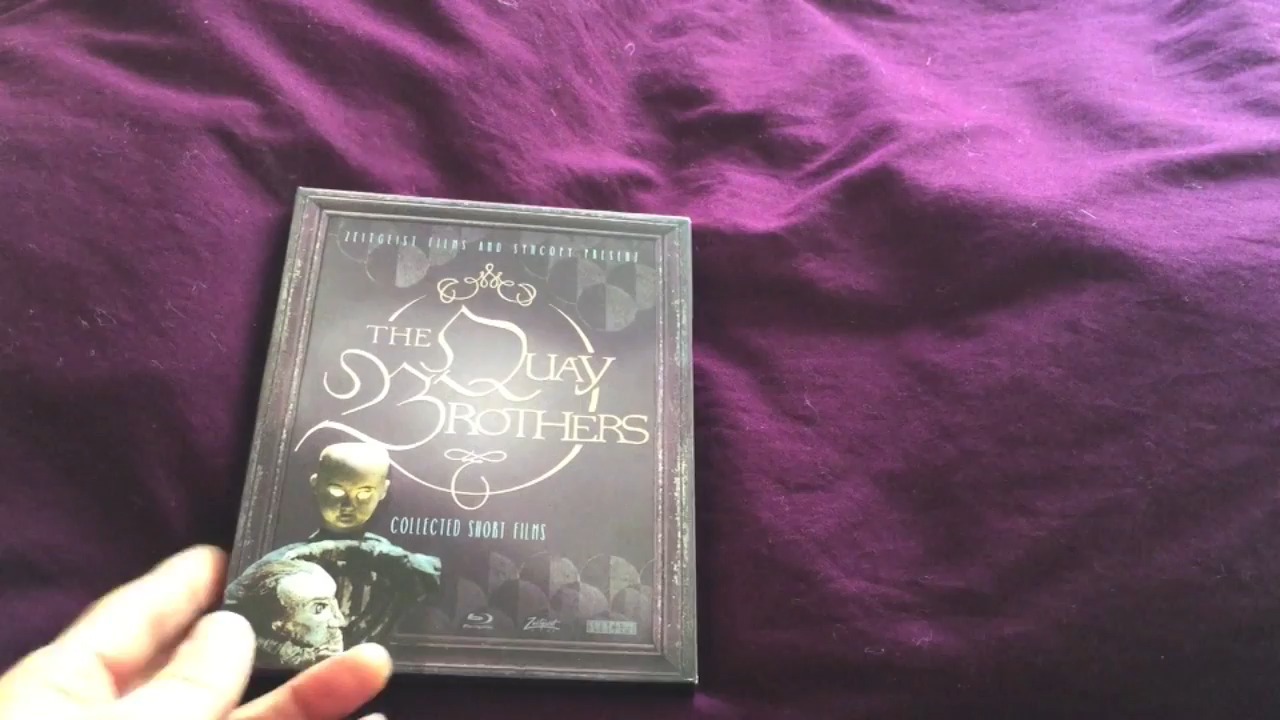 ZEITGEIST FILMS AND SYNCOPY PRESENT
THE QUAY
BROTHERS
COLLECTED SHORT FILMS
Zeitgeist